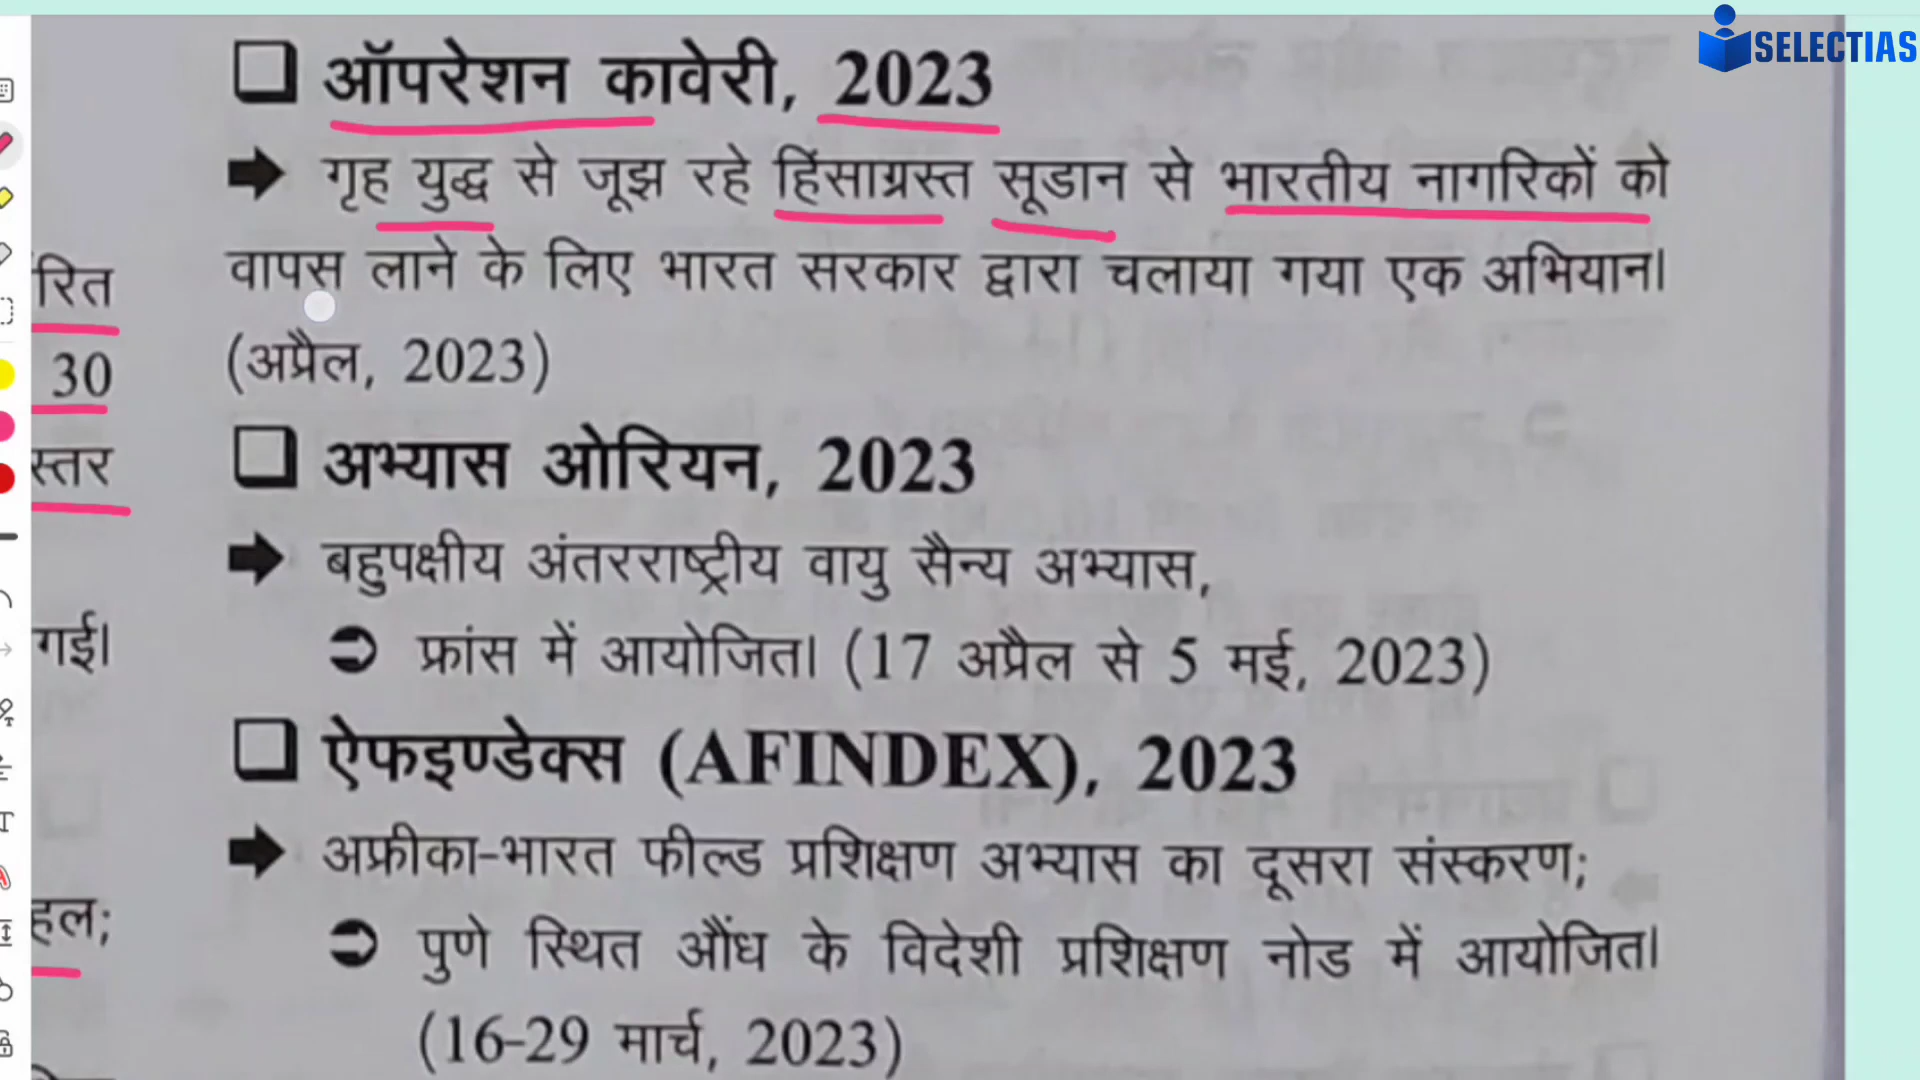 SELECTIAS
ऑपरेशन कावेरी, 2023
गृह युद्ध से जूझ रहे हिंसाग्रस्त सूडान से भारतीय नागरिकों को
वापस लाने के लिए भारत सरकार द्वारा चलाया गया एक अभियान।
(अप्रैल, 2023)
अभ्यास ओरियन, 2023
बहुपक्षीय अंतरराष्ट्रीय वायु सैन्य अभ्यास,
फ्रांस में आयोजित। (17 अप्रैल से 5 मई, 2023)
ऐफइण्डेक्स (AFINDEX), 2023
अफ्रीका-भारत फील्ड प्रशिक्षण अभ्यास का दूसरा संस्करण;
पुणे स्थित औंध के विदेशी प्रशिक्षण नोड में आयोजित।
(16-29 मार्च, 2023)
रित
30
स्तर
गई।
हल;